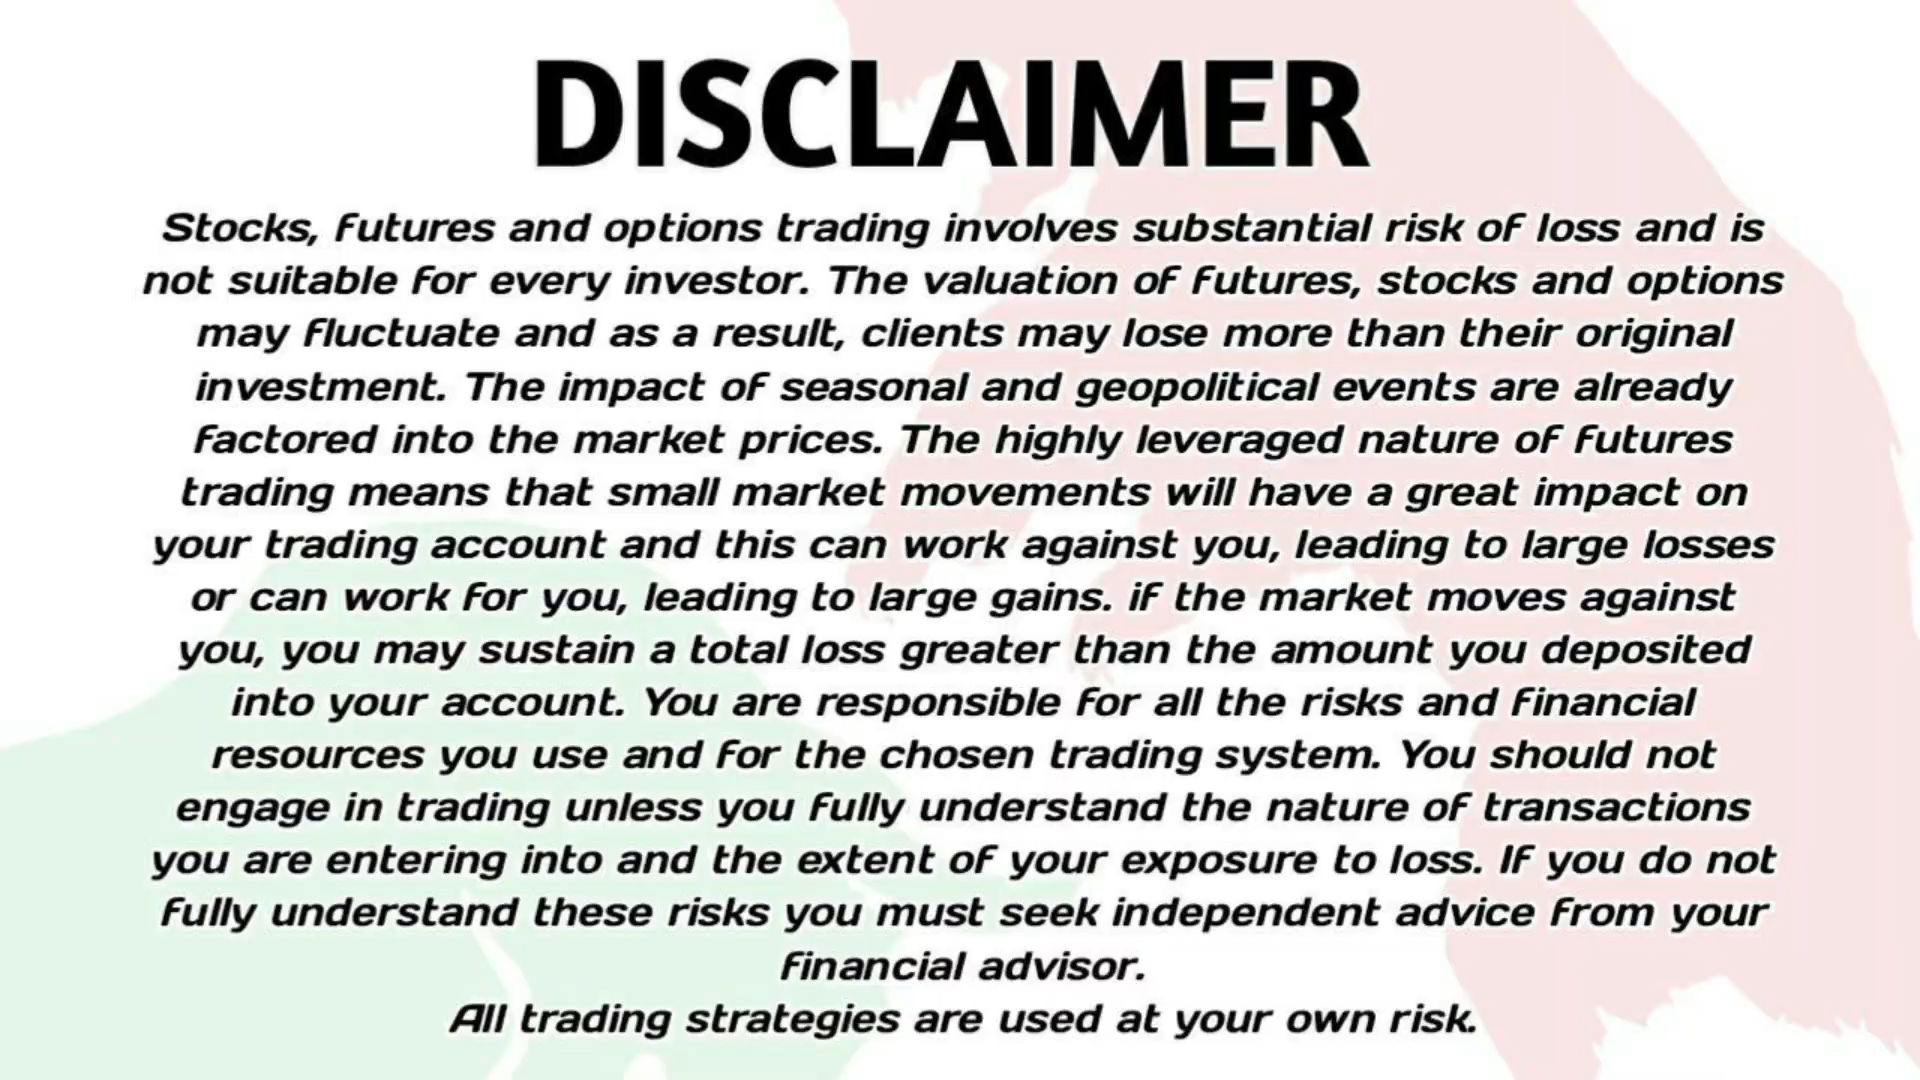 DISCLAIMER
Stocks, futures and options trading involves substantial risk of loss and is
not suitable for every investor. The valuation of futures, stocks and options
may fluctuate and as a result, clients may lose more than their original
investment. The impact of seasonal and geopolitical events are already
factored into the market prices. The highly leveraged nature of futures
trading means that small market movements will have a great impact on
your trading account and this can work against you, leading to large losses
or can work for you, leading to large gains. if the market moves against
you, you may sustain a total loss greater than the amount you deposited
into your account. You are responsible for all the risks and financial
resources you use and for the chosen trading system. You should not
engage in trading unless you fully understand the nature of transactions
you are entering into and the extent of your exposure to loss. If you do not
fully understand these risks you must seek independent advice from your
financial advisor.
All trading strategies are used at your own risk.